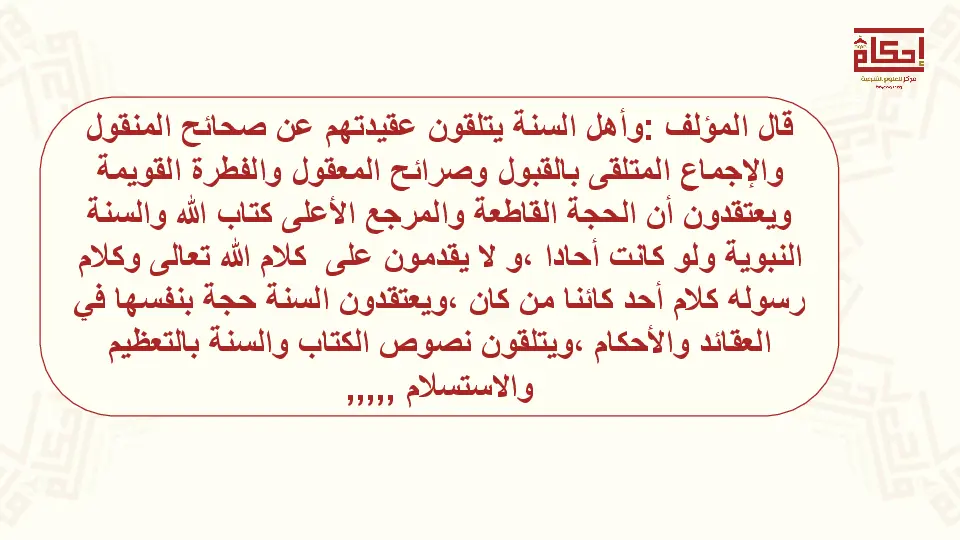 إحكام
مركز للعلوم الشرعية
قال المؤلف :وأهل السنة يتلقون عقيدتهم عن صحائح المنقول
والإجماع المتلقى بالقبول وصرائح المعقول والفطرة القويمة
ويعتقدون أن الحجة القاطعة والمرجع الأعلى كتاب الله والسنة
النبوية ولو كانت أحادا ،و لا يقدمون على كلام الله تعالى وكلام
رسوله كلام أحد كائنا من كان ،ويعتقدون السنة حجة بنفسها في
العقائد والأحكام ،ويتلقون نصوص الكتاب والسنة بالتعظيم
والاستسلام ,,,,,